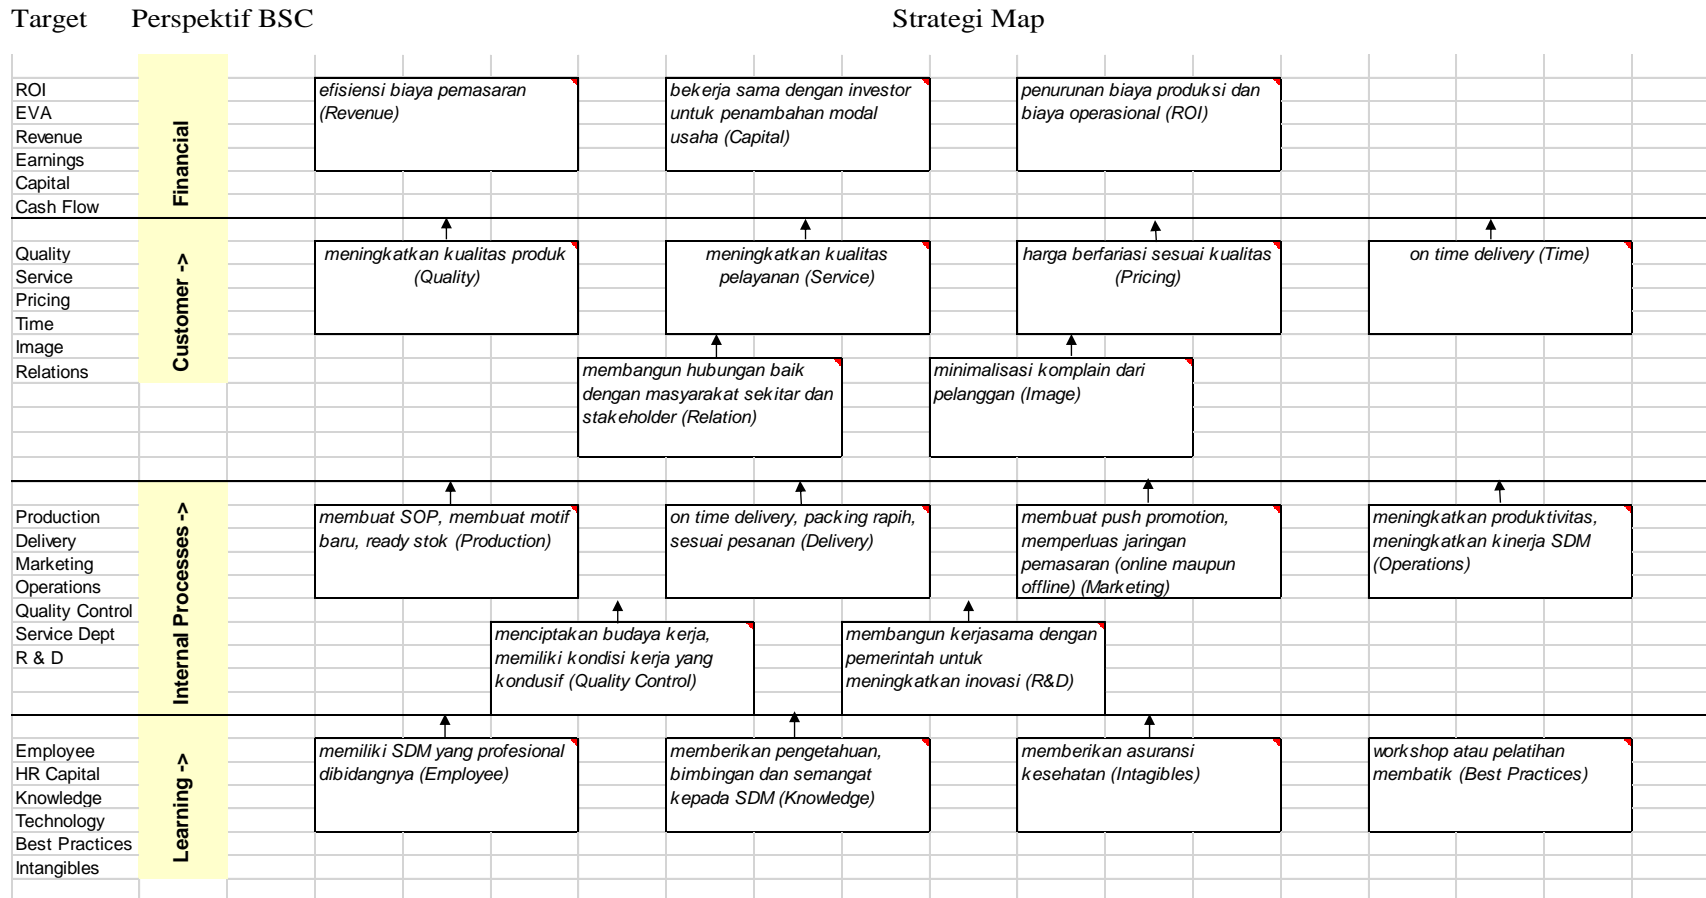 Target Perspektif BSC Strategi Map
ROI
EVA
Revenue
Earnings
Capital
Cash Flow
Financial
efisiensi biaya pemasaran
(Revenue)
bekerja sama dengan investor
untuk penambahan modal
usaha (Capital)
penurunan biaya produksi dan
biaya operasional (ROI)
Quality
Service
Pricing
Time
Image
Relations
Customer ->
meningkatkan kualitas produk
(Quality)
meningkatkan kualitas
pelayanan (Service)
harga berfariasi sesuai kualitas
(Pricing)
on time delivery (Time)
membangun hubungan baik
dengan masyarakat sekitar dan
stakeholder (Relation)
minimalisasi komplain dari
pelanggan (Image)
Production
Delivery
Marketing
Operations
Quality Control
Service Dept
R & D
Internal Processes ->
membuat SOP, membuat motif
baru, ready stok (Production)
on time delivery, packing rapih,
sesuai pesanan (Delivery)
membuat push promotion,
memperluas jaringan
pemasaran (online maupun
offline) (Marketing)
meningkatkan produktivitas,
meningkatkan kinerja SDM
(Operations)
menciptakan budaya kerja,
memiliki kondisi kerja yang
kondusif (Quality Control)
membangun kerjasama dengan
pemerintah untuk
meningkatkan inovasi (R&D)
Employee
HR Capital
Knowledge
Technology
Best Practices
Intangibles
Learning ->
memiliki SDM yang profesional
dibidangnya (Employee)
memberikan pengetahuan,
bimbingan dan semangat
kepada SDM (Knowledge)
memberikan asuransi
kesehatan (Intagibles)
workshop atau pelatihan
membatik (Best Practices)